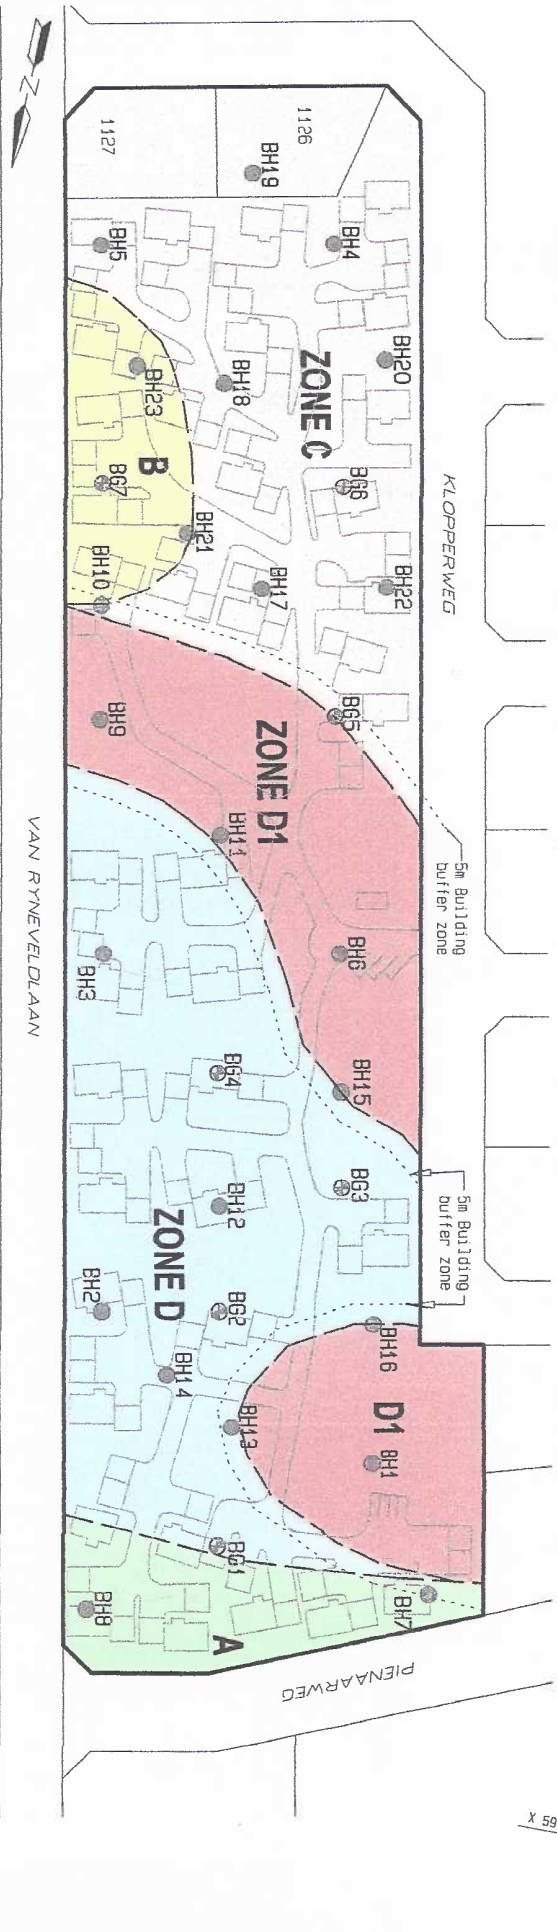 N
1127
1126
BH19
BH5
BH4
BH20
BH23
BH18
ZONE C
B
BG7
BG6
KLOPPERWEG
BH21
BH10
BH17
BH22
BH9
ZONE D1
BG5
BH11
5m Building
buffer zone
VAN RYNEVELDLAAN
BH3
BH6
BG4
BH15
BG3
5m Building
buffer zone
BH12
ZONE D
BH2
BG2
BH16
BH14
BH13
D1
BH1
BG1
BH8
A
BH7
PIENAARWEG
X 59